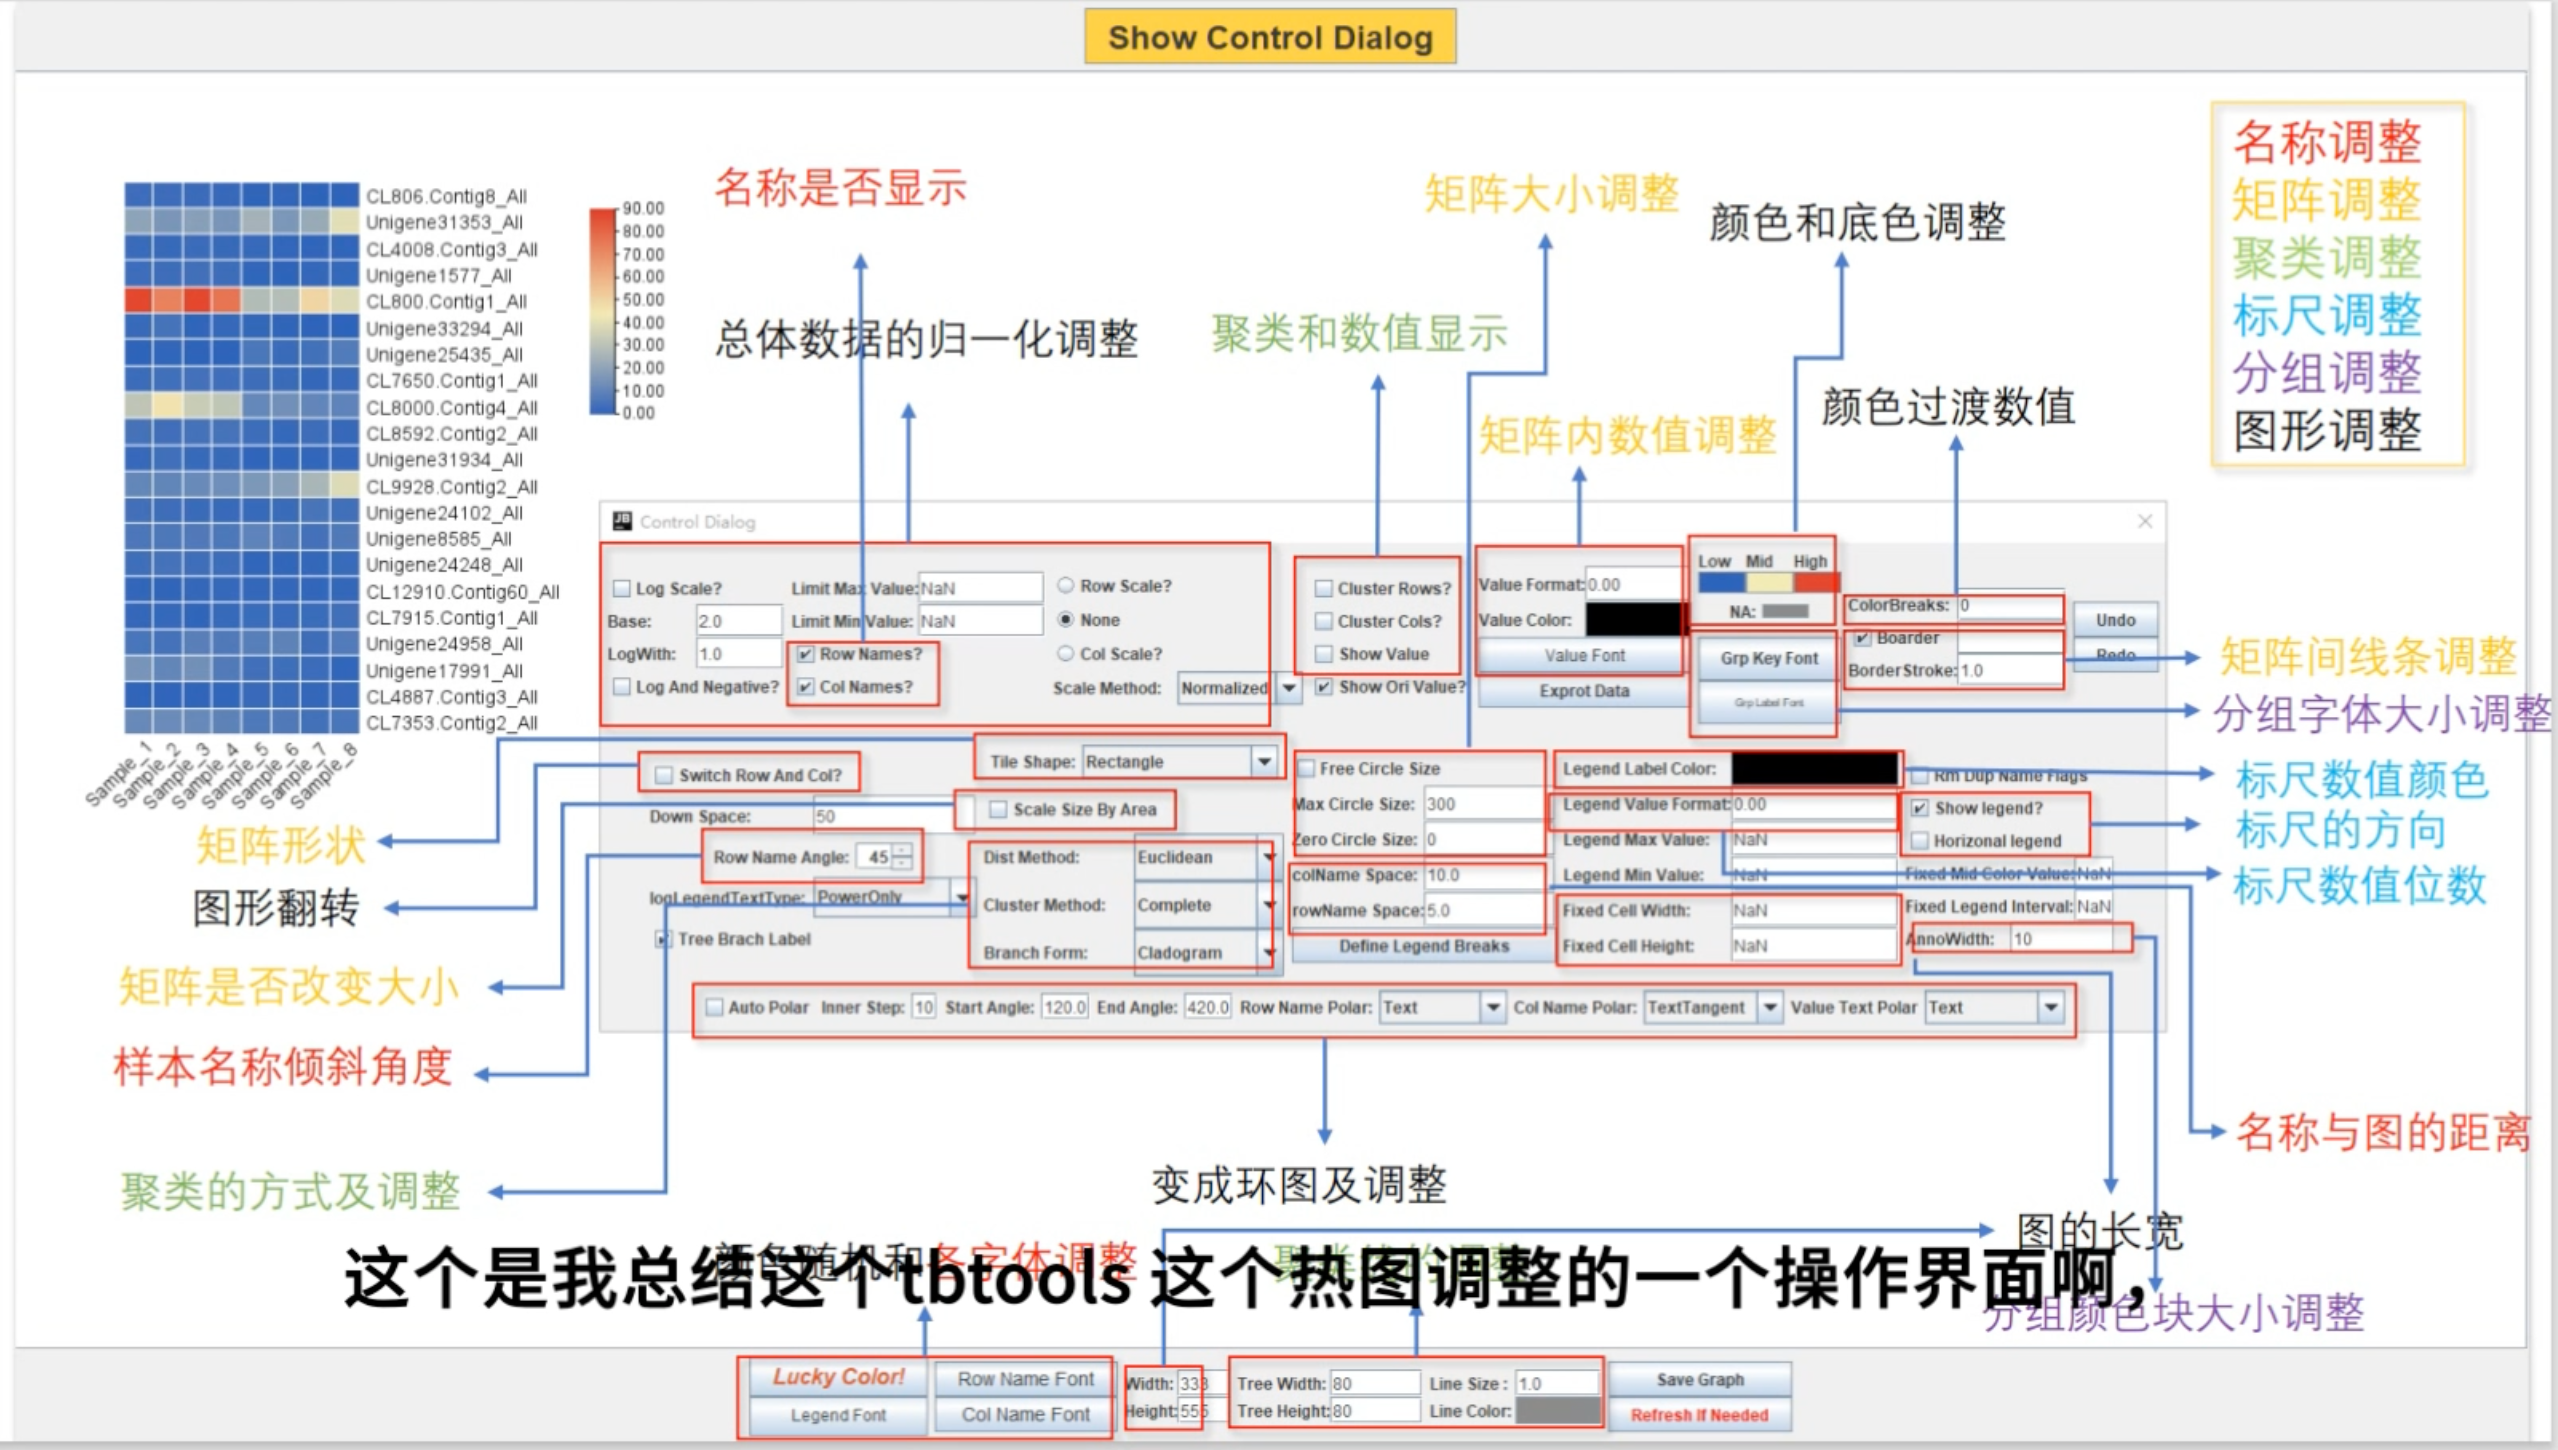 Show Control Dialog
名称调整
矩阵调整
聚类调整
标尺调整
分组调整
图形调整
CL806.Contig8_All
Unigene31353_All
CL4008.Contig3_All
Unigene1577_All
CL800.Contig1_All
Unigene33294_All
Unigene25435_All
CL7650.Contig1_All
CL8000.Contig4_All
CL8592.Contig2_All
Unigene31934_All
CL9928.Contig2_All
Unigene24102_All
Unigene8585_All
Unigene24248_All
CL12910.Contig60_All
CL7915.Contig1_All
Unigene24958_All
Unigene17991_All
CL4887.Contig3_All
CL7353.Contig2_All
Sample_1
Sample_2
Sample_3
Sample_4
Sample_5
Sample_6
Sample_7
Sample_8
90.00
80.00
70.00
60.00
50.00
40.00
30.00
20.00
10.00
0.00
名称是否显示
总体数据的归一化调整
聚类和数值显示
矩阵大小调整
矩阵内数值调整
颜色和底色调整
颜色过渡数值
JB Control Dialog
Log Scale? Limit Max Value: NaN Row Scale?
Base: 2.0 Limit Min Value: NaN None
LogWith: 1.0 Row Names? Col Scale?
Log And Negative? Col Names? Scale Method: Normalized
Cluster Rows?
Cluster Cols?
Show Value
Show Ori Value?
Value Format: 0.00
Value Color:
Value Font
Exprot Data
Low Mid High
NA:
Grp Key Font
Grp Label Font
ColorBreaks: 0
Boarder
BorderStroke: 1.0
Undo
Redo
矩阵间线条调整
分组字体大小调整
标尺数值颜色
标尺的方向
标尺数值位数
Switch Row And Col?
Tile Shape: Rectangle
Down Space: 50
Scale Size By Area
Row Name Angle: 45
Dist Method: Euclidean
logLegendTextType: PowerOnly
Cluster Method: Complete
Tree Brach Label
Branch Form: Cladogram
Free Circle Size
Max Circle Size: 300
Zero Circle Size: 0
colName Space: 10.0
rowName Space: 5.0
Define Legend Breaks
Legend Label Color:
Legend Value Format: 0.00
Legend Max Value: NaN
Legend Min Value: NaN
Fixed Cell Width: NaN
Fixed Cell Height: NaN
Rm Dup Name Flags
Show legend?
Horizonal legend
Fixed Mid Color Value: NaN
Fixed Legend Interval: NaN
AnnoWidth: 10
Auto Polar Inner Step: 10 Start Angle: 120.0 End Angle: 420.0 Row Name Polar: Text Col Name Polar: TextTangent Value Text Polar Text
矩阵形状
图形翻转
矩阵是否改变大小
样本名称倾斜角度
聚类的方式及调整
变成环图及调整
名称与图的距离
图的长宽
颜色随机和各字体调整
这个是我总结这个tbtools 这个热图调整的一个操作界面啊，
分组颜色块大小调整
Lucky Color!
Row Name Font
Legend Font
Col Name Font
Width: 333
Height: 555
Tree Width: 80 Line Size : 1.0
Tree Height: 80 Line Color:
Save Graph
Refresh If Needed